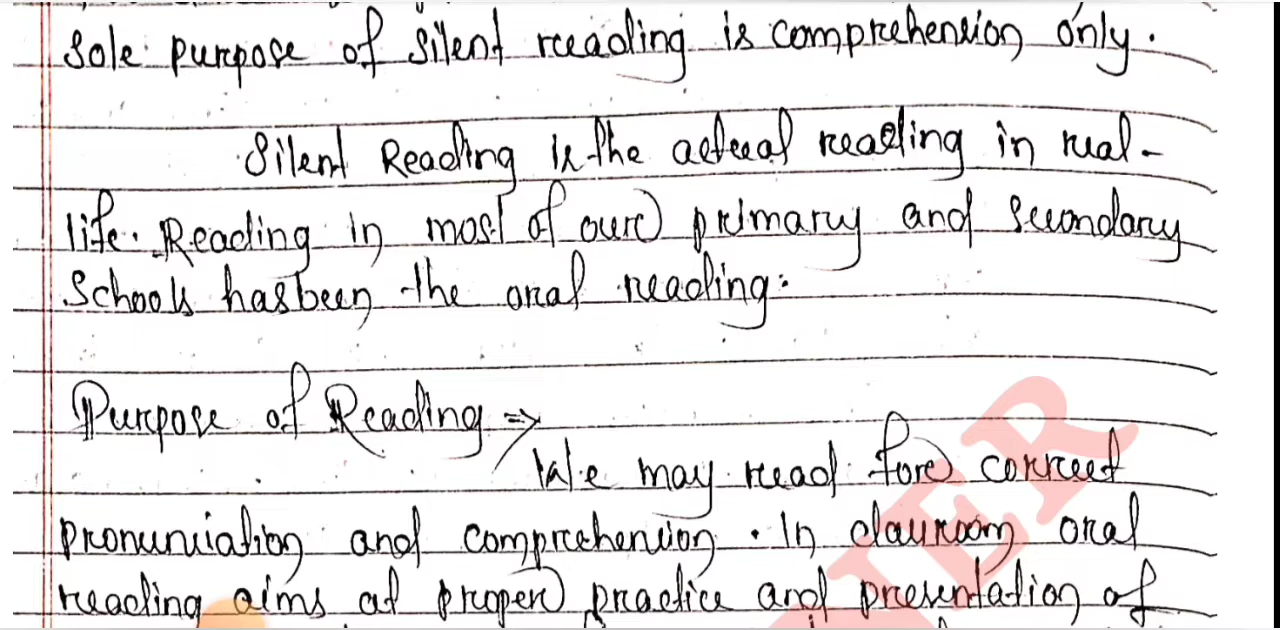 Sole purpose of silent reading is comprehension only.
Silent Reading is the actual reading in real-
life. Reading in most of our primary and secondary
Schools has been the oral reading.
Purpose of Reading ⇒
We may read for correct
pronunciation and comprehension. In classroom oral
reading aims at proper practice and presentation of